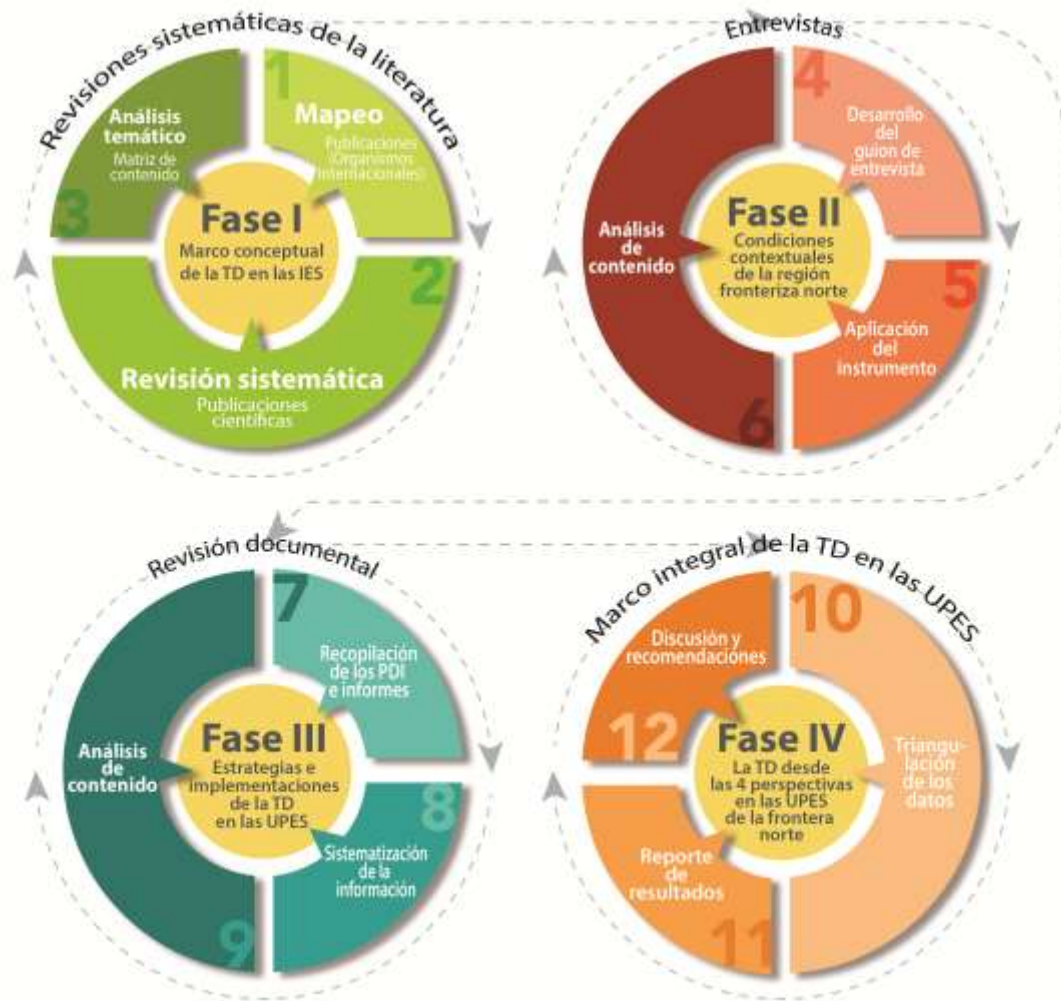 Revisiones sistemáticas de la literatura
1
Mapeo
Publicaciones
(Organismos
internacionales)
2
Revisión sistemática
Publicaciones
científicas
3
Análisis
temático
Matriz de
contenido
Fase I
Marco conceptual
de la TD en las IES
Entrevistas
4
Desarrollo
del
guion de
entrevista
5
Aplicación
del
instrumento
6
Análisis
de
contenido
Fase II
Condiciones
contextuales
de la región
fronteriza norte
Revisión documental
7
Recopilación
de los PDI
e informes
8
Sistematización
de la
información
9
Análisis
de
contenido
Fase III
Estrategias e
implementaciones
de la TD
en las UPES
Marco integral de la TD en las UPES
10
Triangu-
lación
de los
datos
11
Reporte
de
resultados
12
Discusión y
recomendaciones
Fase IV
La TD desde
las 4 perspectivas
en las UPES
de la frontera
norte